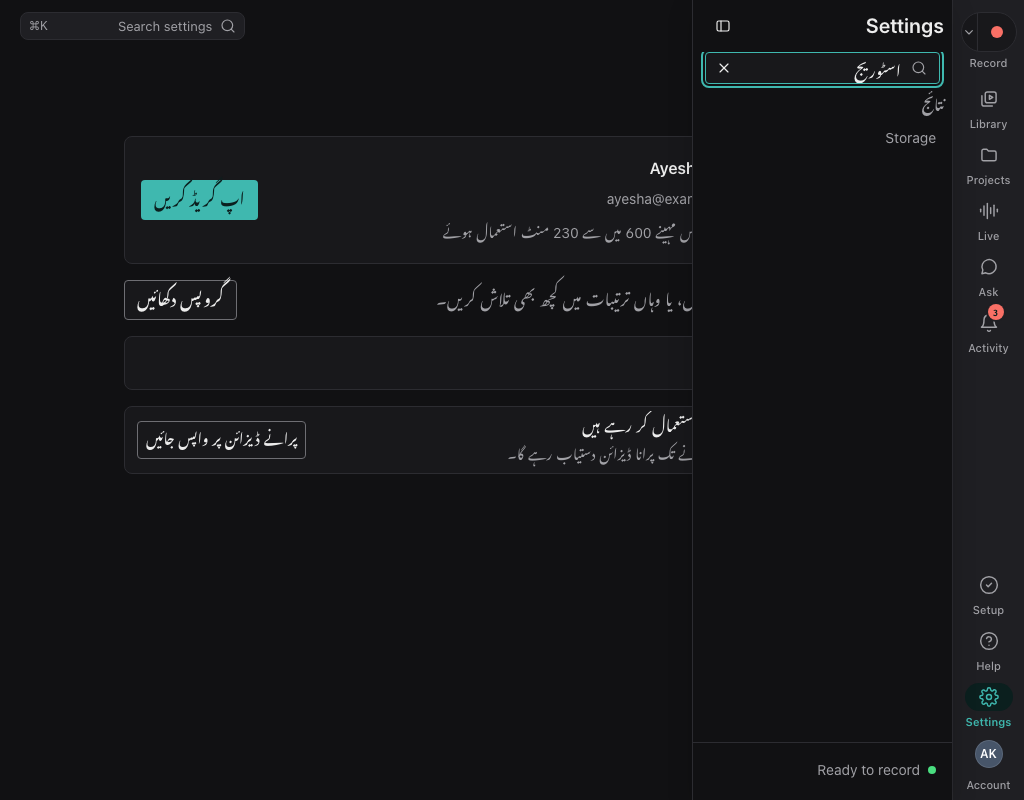 Record
Library
Projects
Live
Ask
3
Activity
Setup
Help
Settings
AK
Account
Settings
اسٹوریج
نتائج
Storage
Ready to record
Search settings
⌘K
Ayesh
ayesha@exar
مہینے 600 میں سے 230 منٹ استعمال ہوئے
اپ گریڈ کریں
یا وہاں ترتیبات میں کچھ بھی تلاش کریں۔
گروپس دکھائیں
ستعمال کر رہے ہیں
تک پرانا ڈیزائن دستیاب رہے گا۔
پرانے ڈیزائن پر واپس جائیں